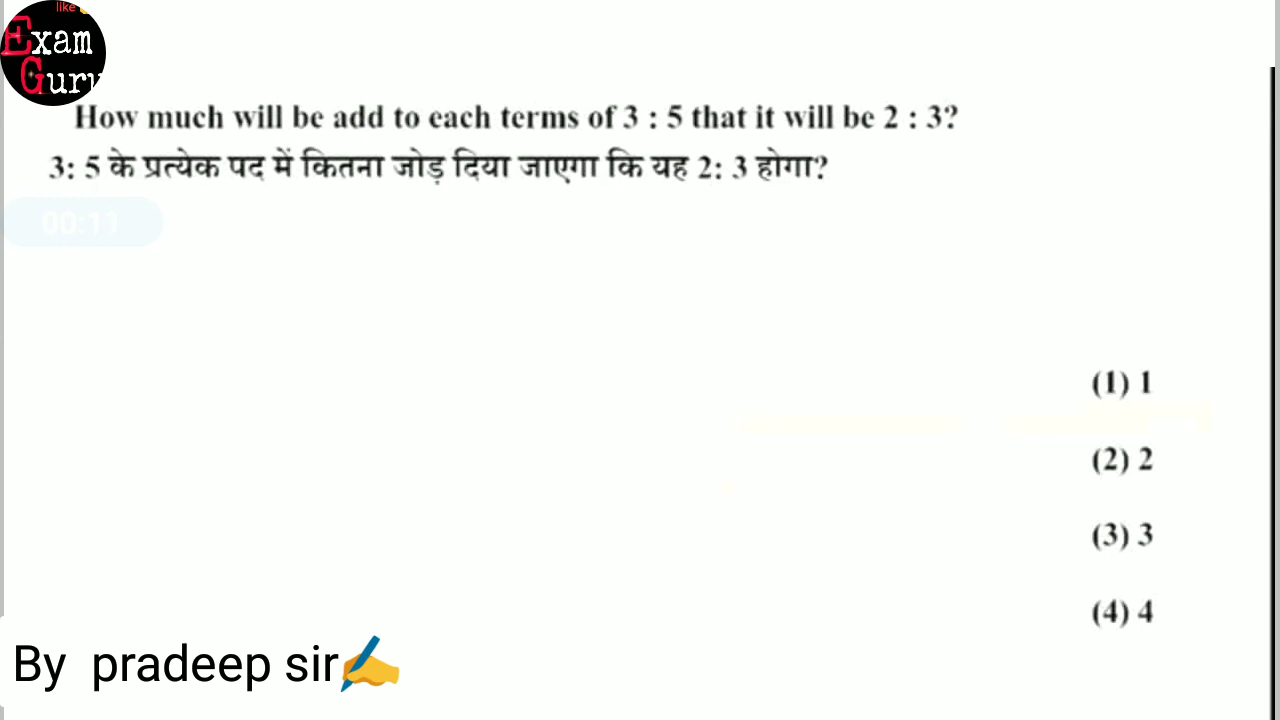 like
Exam
Guru
How much will be add to each terms of 3 : 5 that it will be 2 : 3?
3: 5 के प्रत्येक पद में कितना जोड़ दिया जाएगा कि यह 2: 3 होगा?
00:11
(1) 1
(2) 2
(3) 3
(4) 4
By pradeep sir✍